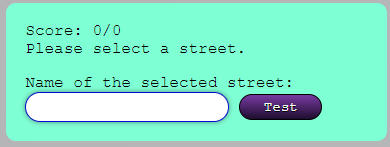 Score: 0/0
Please select a street.
Name of the selected street:
Test